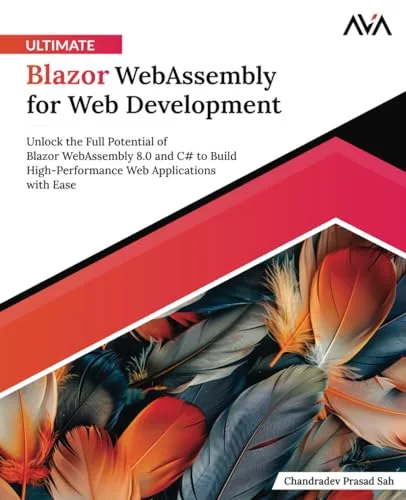 AVA
ULTIMATE
Blazor WebAssembly
for Web Development
Unlock the Full Potential of
Blazor WebAssembly 8.0 and C# to Build
High-Performance Web Applications
with Ease
Chandradev Prasad Sah